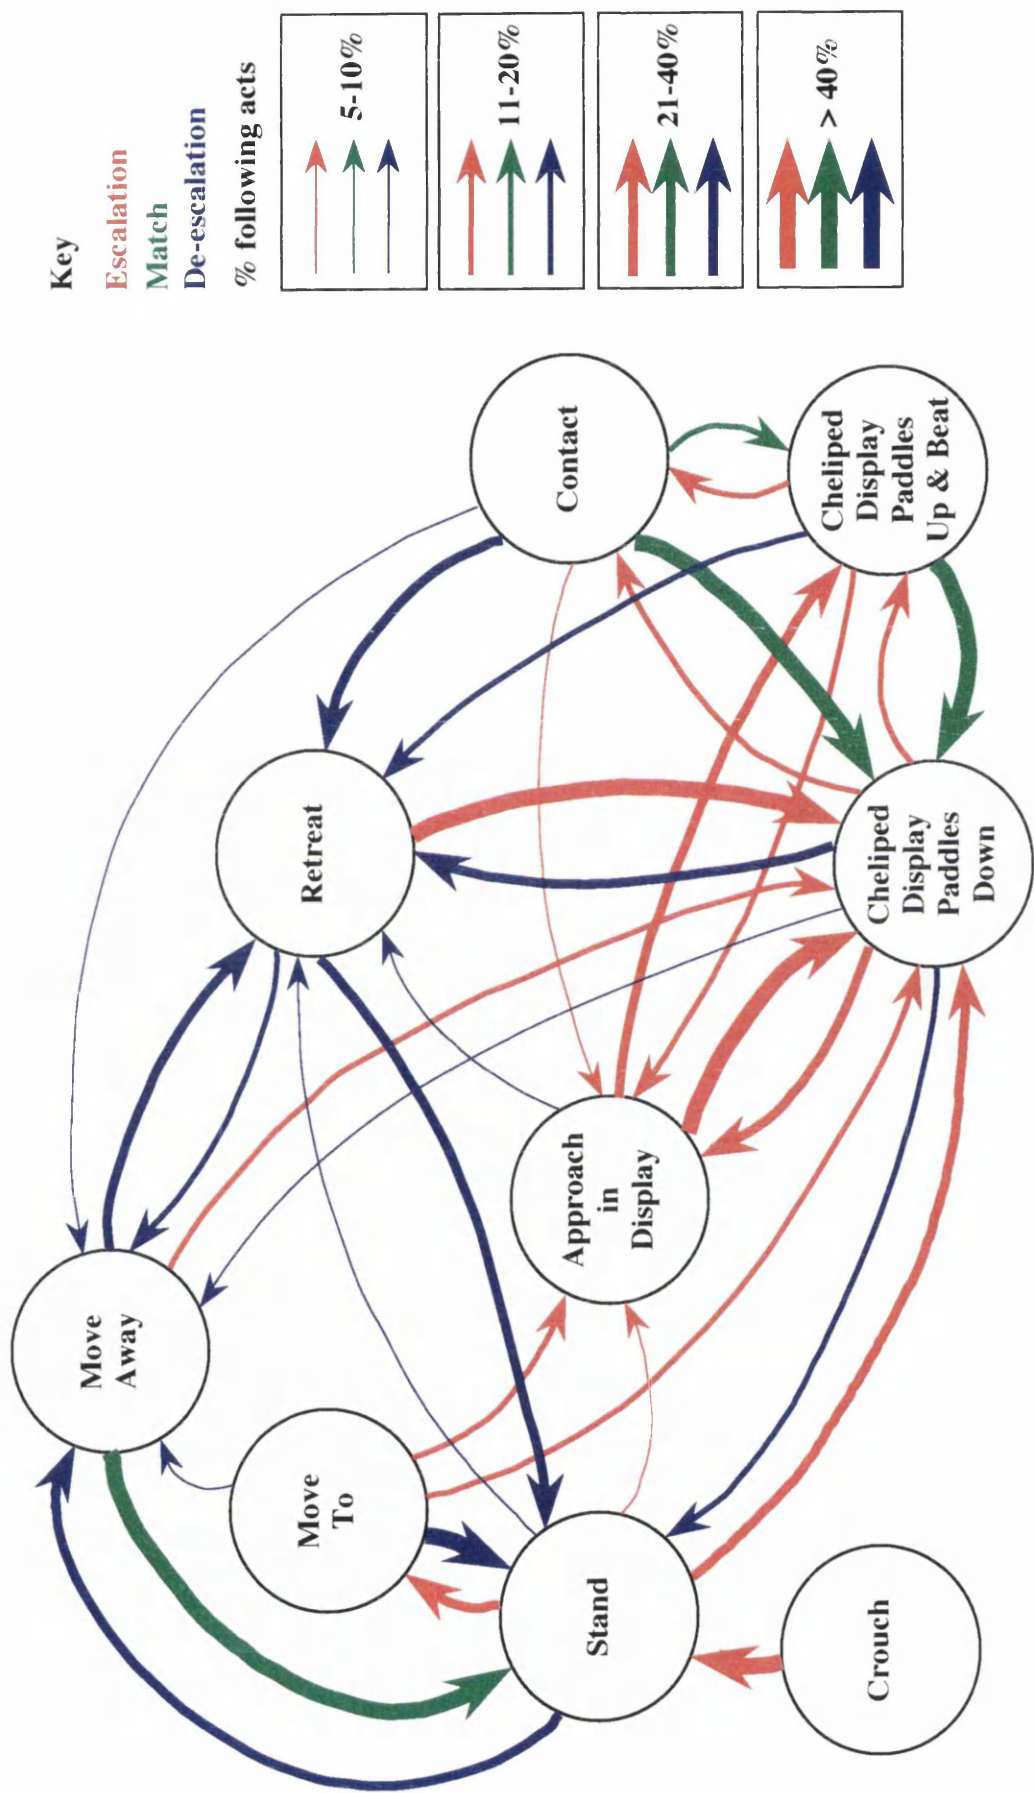 Key
Escalation
Match
De-escalation
% following acts
5-10%
11-20%
21-40%
> 40%
Move
Away
Move
To
Stand
Crouch
Retreat
Approach
in
Display
Contact
Cheliped
Display
Paddles
Down
Cheliped
Display
Paddles
Up & Beat